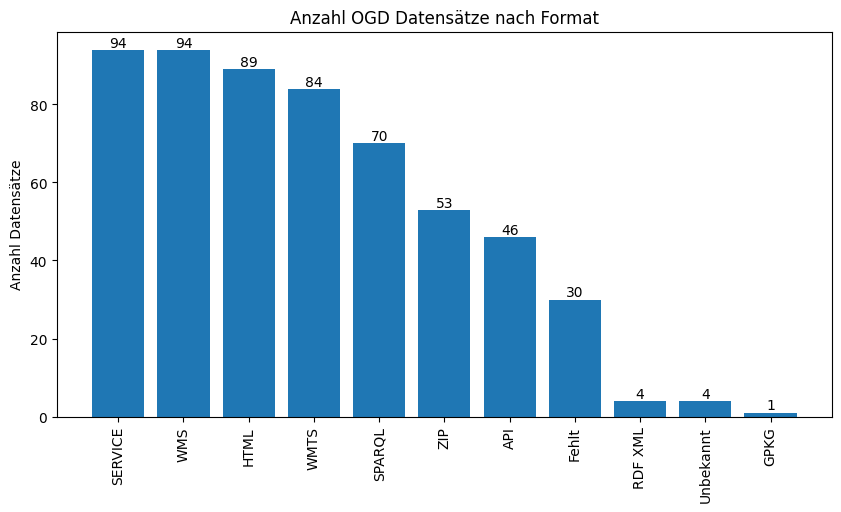 Anzahl OGD Datensätze nach Format
Anzahl Datensätze
80
60
40
20
0
94
94
89
84
70
53
46
30
4
4
1
SERVICE
WMS
HTML
WMTS
SPARQL
ZIP
API
Fehlt
RDF XML
Unbekannt
GPKG